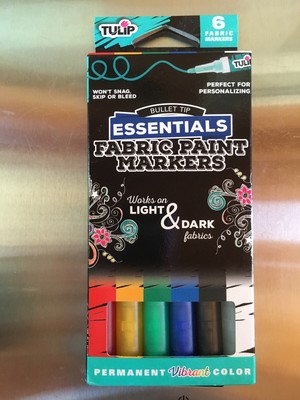 TULIP
6
FABRIC
MARKERS
TULIP
WON'T SNAG,
SKIP OR BLEED
PERFECT FOR
PERSONALIZING
BULLET TIP
ESSENTIALS
FABRIC PAINT
MARKERS
Works on
LIGHT
& DARK
fabrics
PERMANENT Vibrant COLOR